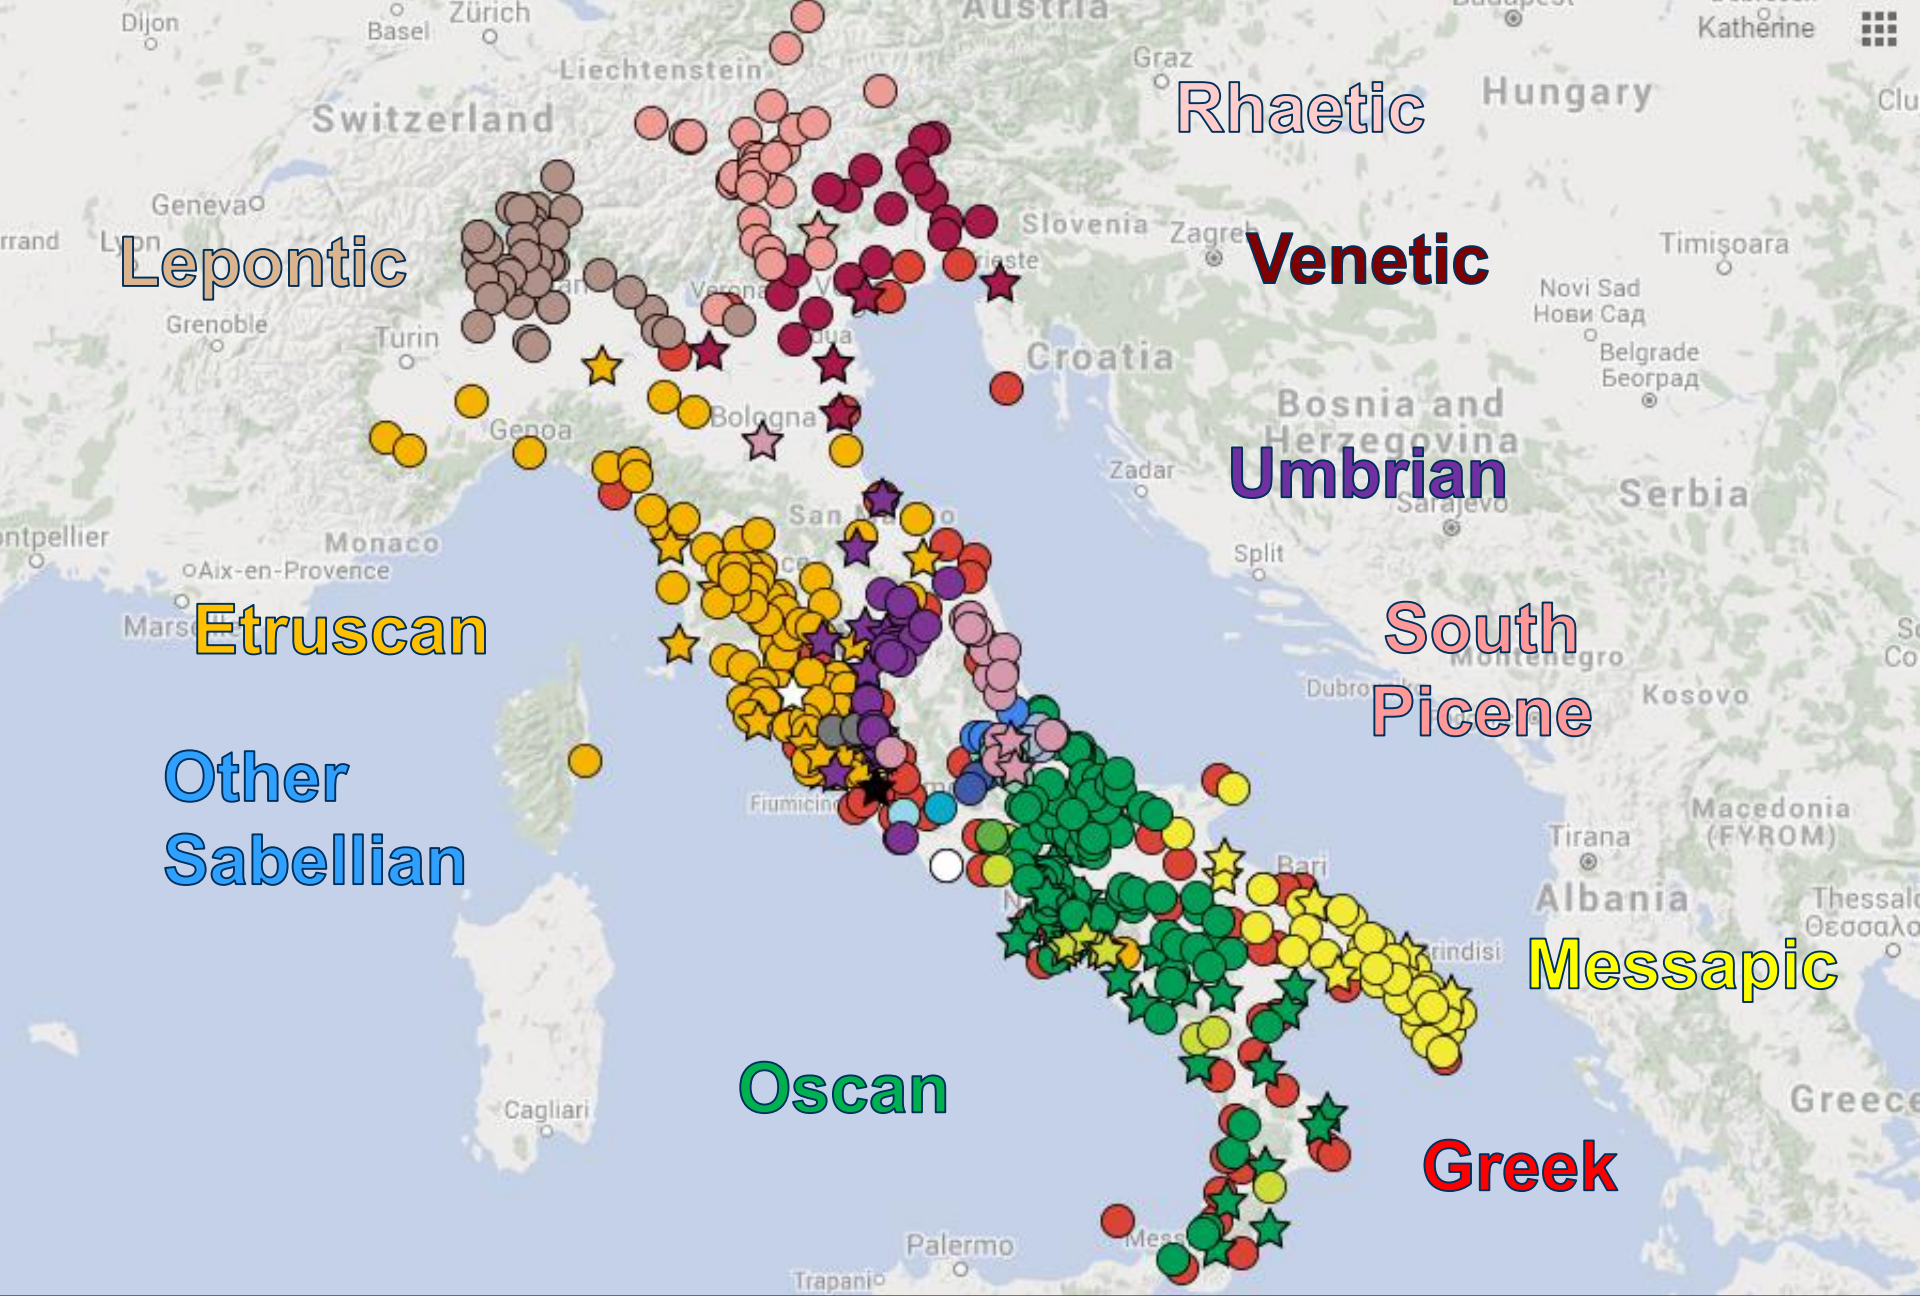 Dijon
Basel
Zürich
Austria
Budapest
Katherine
Liechtenstein
Graz
Rhaetic
Hungary
Switzerland
Geneva
Lepontic
Slovenia
Zagreb
Venetic
Timișoara
Verona
Grenoble
Turin
Novi Sad
Нови Сад
Croatia
Belgrade
Београд
Genoa
Bologna
Bosnia and
Herzegovina
Zadar
Umbrian
Sarajevo
Serbia
Monaco
Split
Aix-en-Provence
Etruscan
South
Picene
Montenegro
Kosovo
Other
Sabellian
Fiumicino
Macedonia
(FYROM)
Tirana
Bari
Albania
Messapic
Cagliari
Oscan
Greece
Greek
Palermo
Trapani